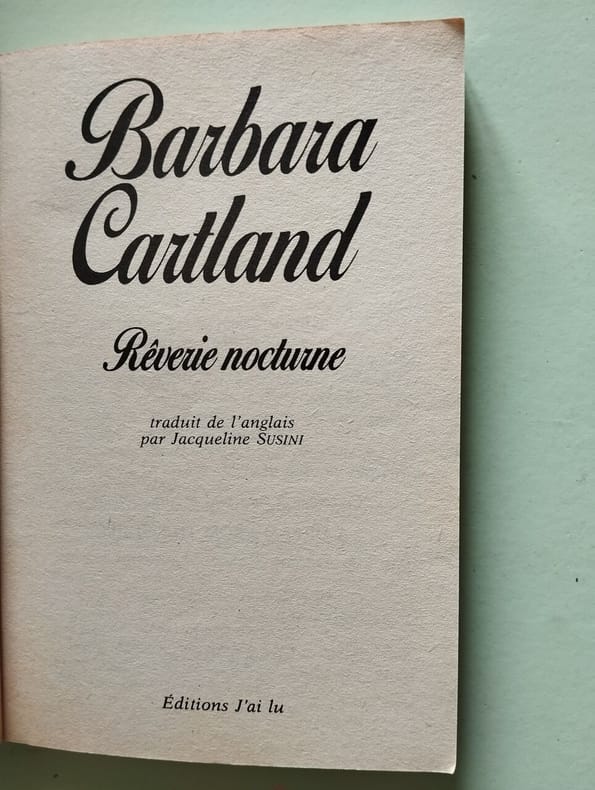 Barbara
Cartland
Rêverie nocturne
traduit de l'anglais
par Jacqueline SUSINI
Éditions J'ai lu